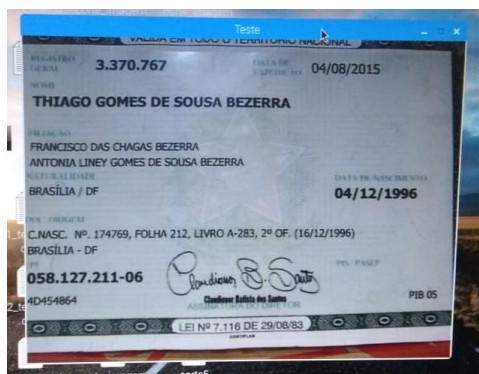 Teste
VÁLIDA EM TODO O TERRITÓRIO NACIONAL
REGISTRO GERAL 3.370.767 DATA DE EXPEDIÇÃO 04/08/2015
NOME
THIAGO GOMES DE SOUSA BEZERRA
FILIAÇÃO
FRANCISCO DAS CHAGAS BEZERRA
ANTONIA LINEY GOMES DE SOUSA BEZERRA
NATURALIDADE DATA DE NASCIMENTO
BRASÍLIA / DF 04/12/1996
DOC. ORIGEM
C.NASC. Nº. 174769, FOLHA 212, LIVRO A-283, 2º OF. (16/12/1996)
BRASÍLIA - DF
CPF PIS - PASEP
058.127.211-06
4D454864 Claudionor Batista dos Santos PIB 05
ASSINATURA DO DIRETOR
LEI Nº 7.116 DE 29/08/83